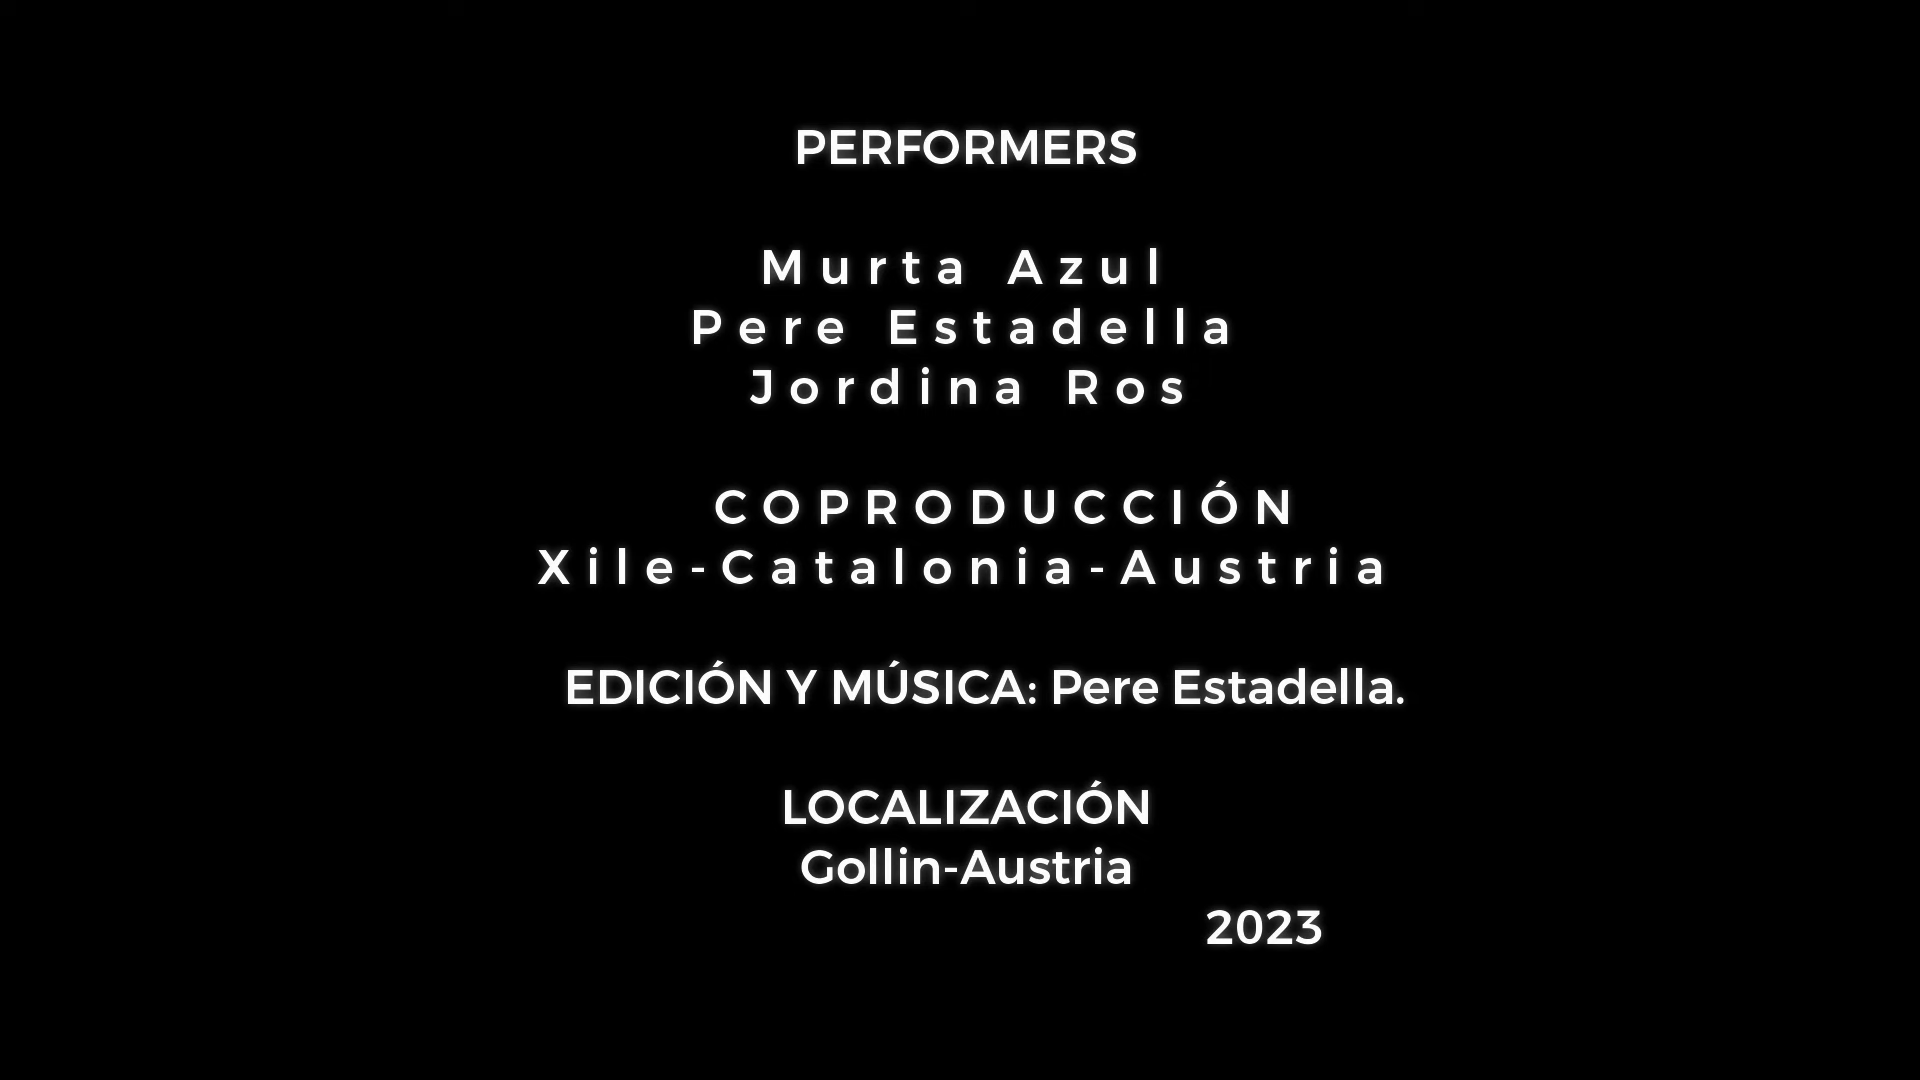 PERFORMERS
Murta Azul
Pere Estadella
Jordina Ros
COPRODUCCIÓN
Xile-Catalonia-Austria
EDICIÓN Y MÚSICA: Pere Estadella.
LOCALIZACIÓN
Gollin-Austria
2023